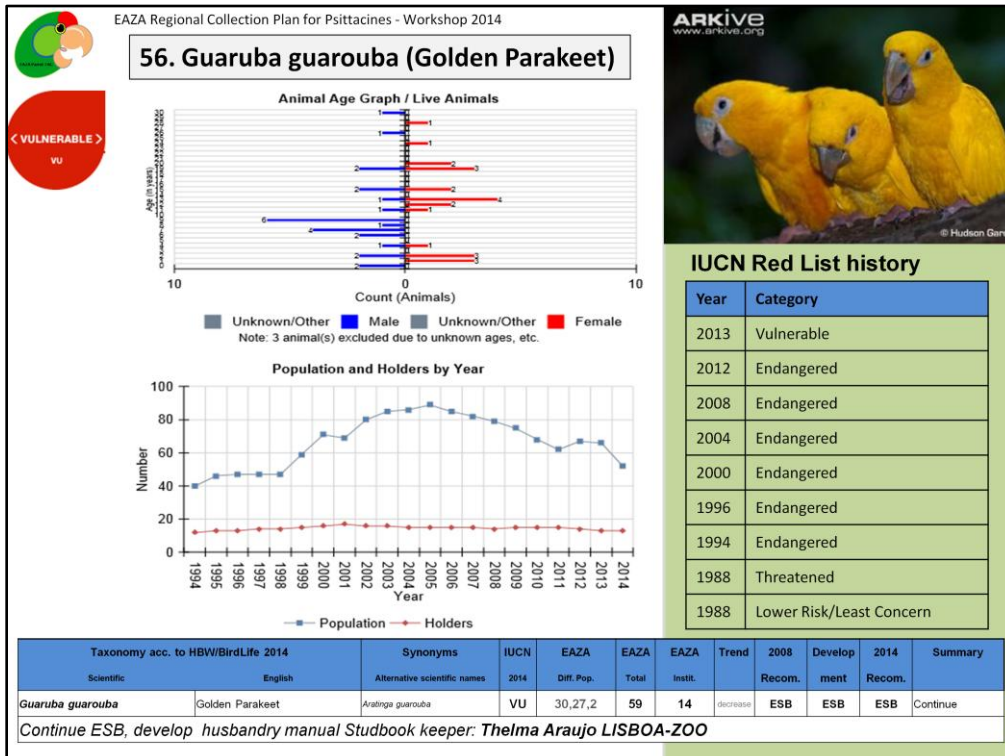 EAZA Regional Collection Plan for Psittacines - Workshop 2014
56. Guaruba guarouba (Golden Parakeet)
< VULNERABLE >
VU
ARKive
www.arkive.org
© Hudson Gar
Animal Age Graph / Live Animals
Age (in years)
10 0 10
Count (Animals)
Unknown/Other Male Unknown/Other Female
Note: 3 animal(s) excluded due to unknown ages, etc.
Population and Holders by Year
Number
100
80
60
40
20
0
1994 1995 1996 1997 1998 1999 2000 2001 2002 2003 2004 2005 2006 2007 2008 2009 2010 2011 2012 2013 2014
Year
Population Holders
IUCN Red List history
Year Category
2013 Vulnerable
2012 Endangered
2008 Endangered
2004 Endangered
2000 Endangered
1996 Endangered
1994 Endangered
1988 Threatened
1988 Lower Risk/Least Concern
Taxonomy acc. to HBW/BirdLife 2014 Synonyms IUCN EAZA EAZA EAZA Trend 2008 Develop 2014 Summary
Scientific English Alternative scientific names 2014 Diff. Pop. Total Instit. Recom. ment Recom.
Guaruba guarouba Golden Parakeet Aratinga guarouba VU 30,27,2 59 14 decrease ESB ESB ESB Continue
Continue ESB, develop husbandry manual Studbook keeper: Thelma Araujo LISBOA-ZOO